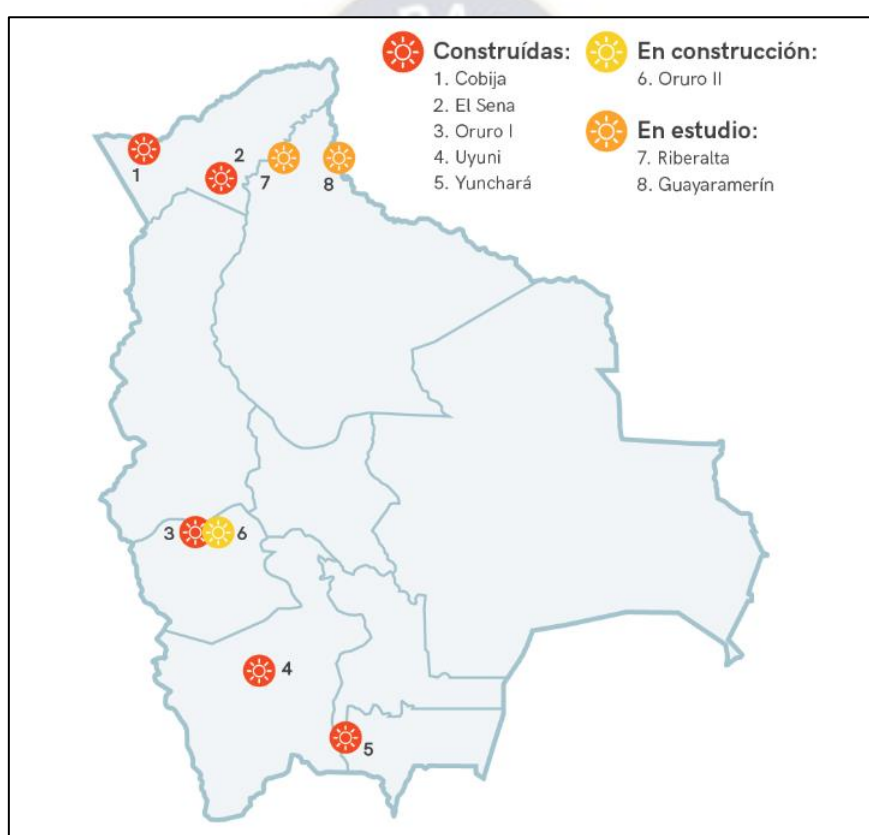 Construídas:
1. Cobija
2. El Sena
3. Oruro I
4. Uyuni
5. Yunchará
En construcción:
6. Oruro II
En estudio:
7. Riberalta
8. Guayaramerín
1
2
7
8
3
6
4
5